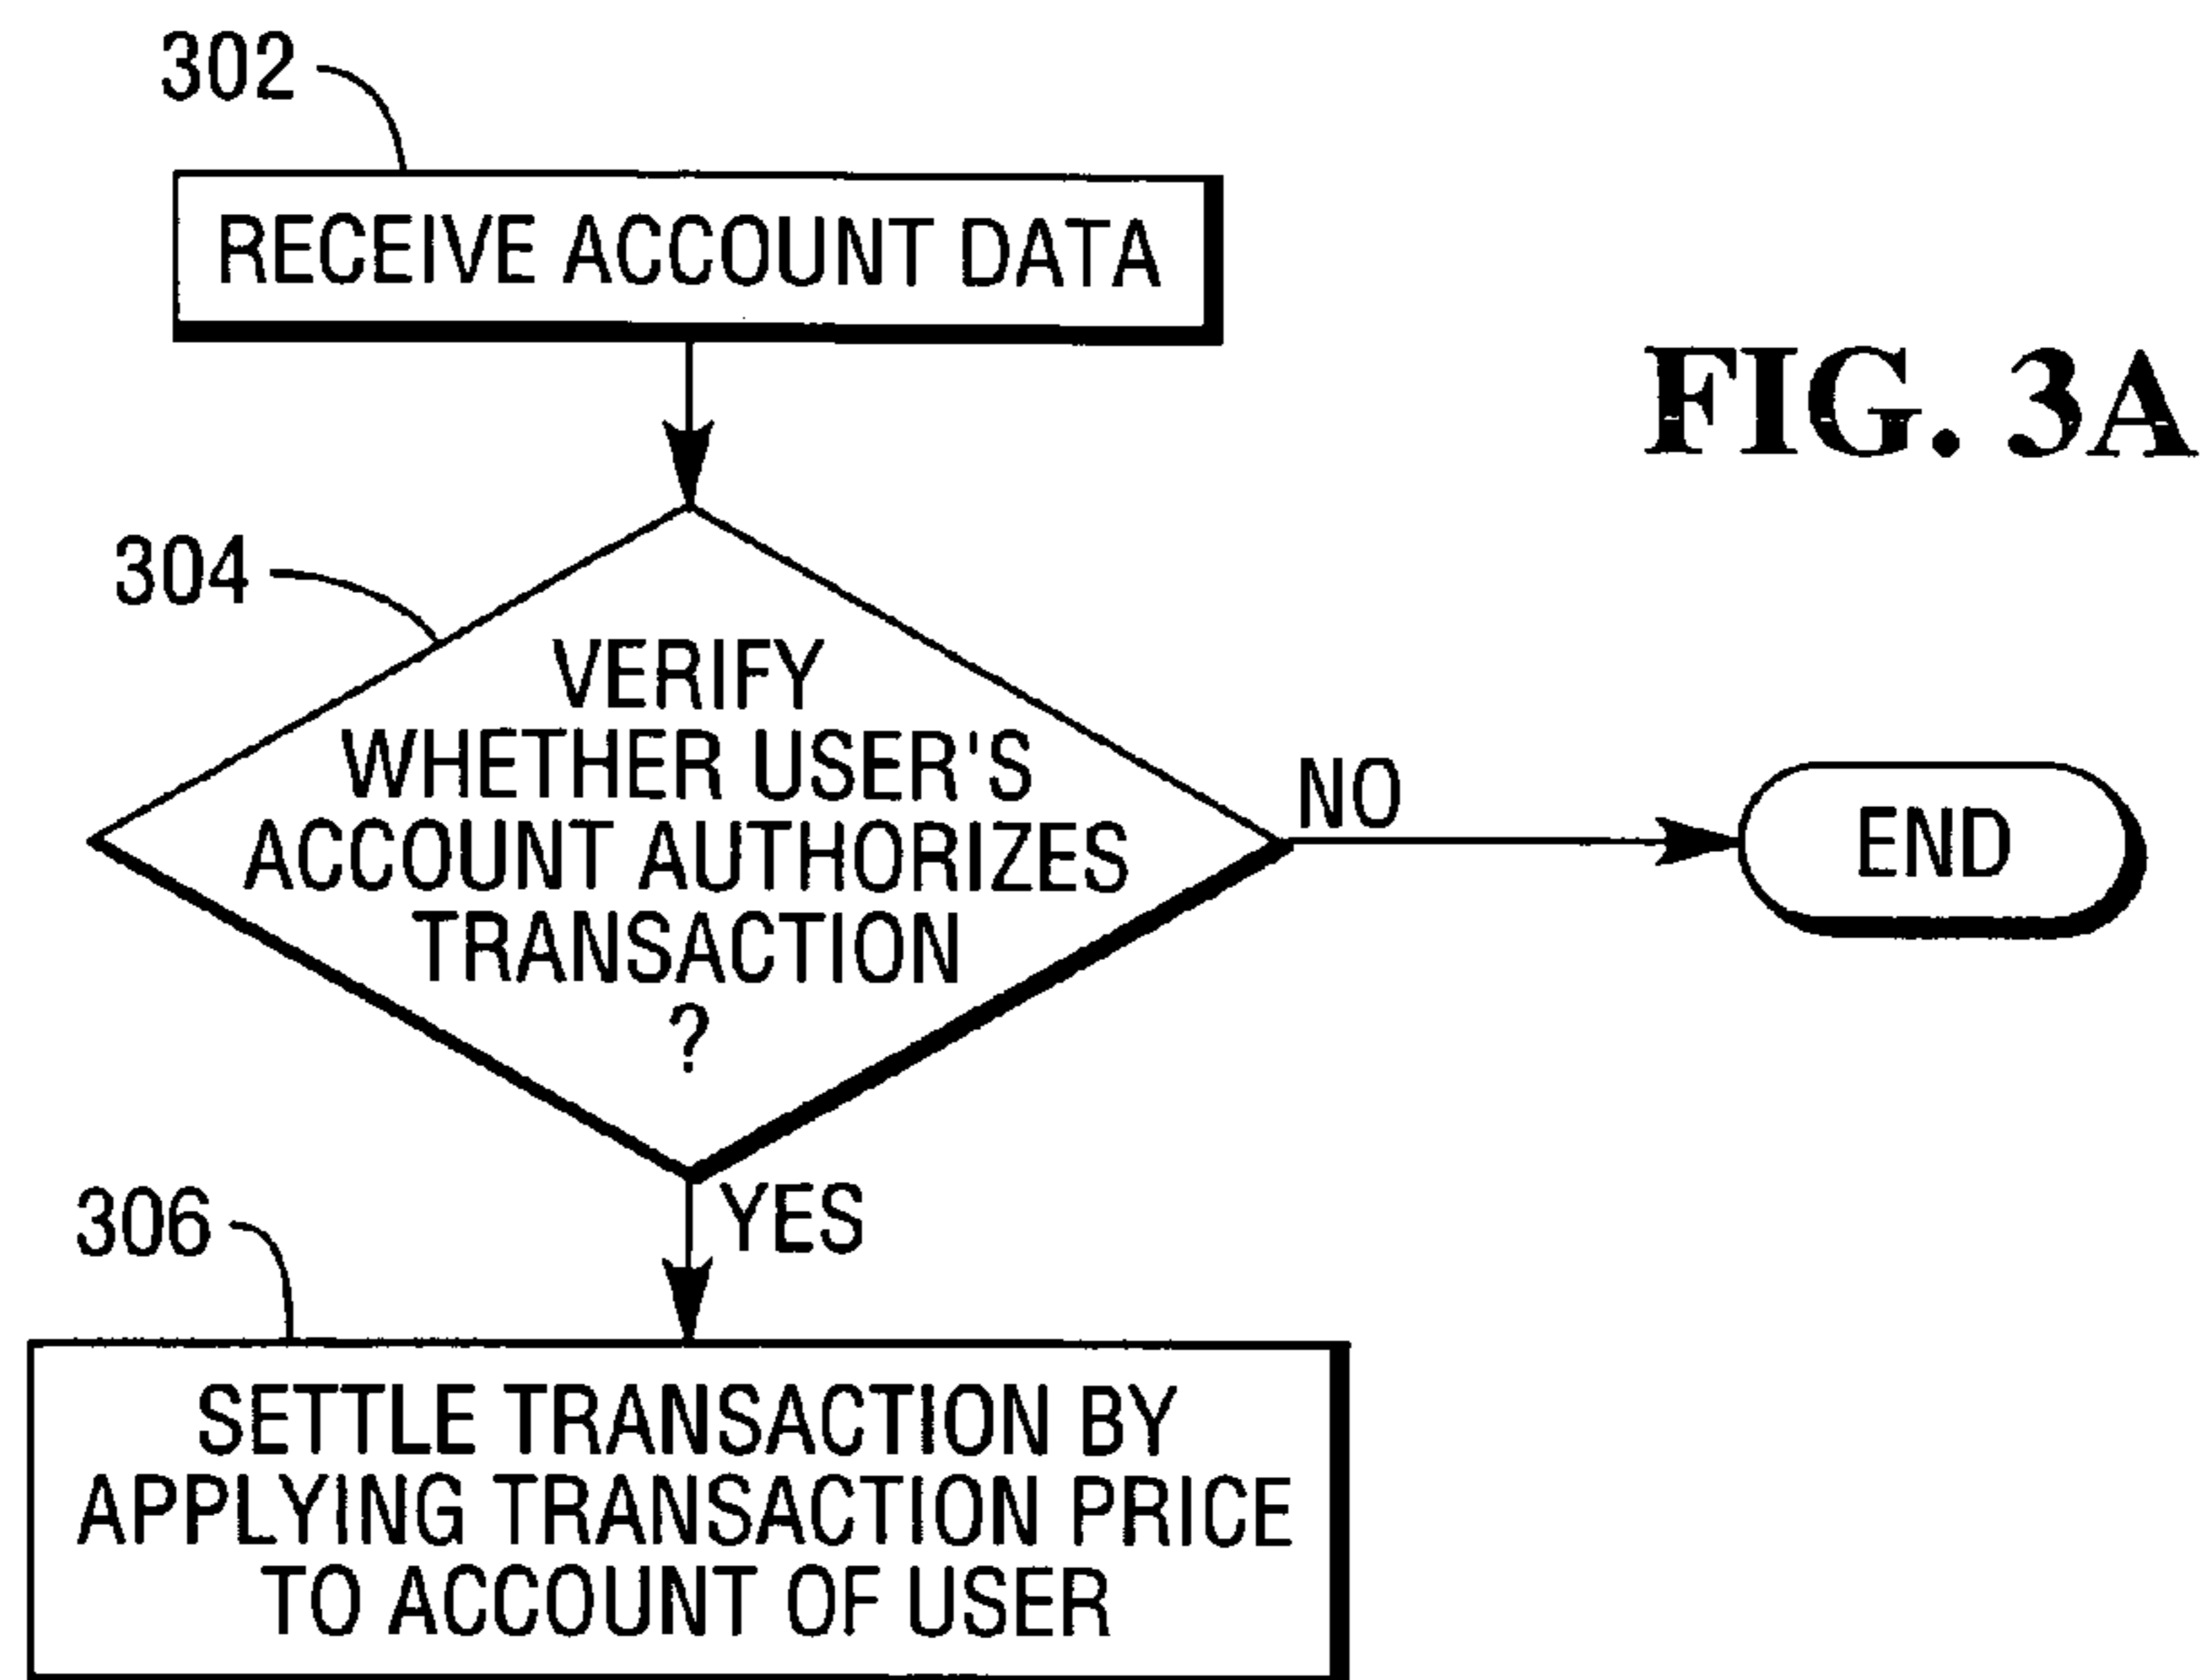 302
RECEIVE ACCOUNT DATA
FIG. 3A
304
VERIFY
WHETHER USER'S
ACCOUNT AUTHORIZES
TRANSACTION
?
NO
END
YES
306
SETTLE TRANSACTION BY
APPLYING TRANSACTION PRICE
TO ACCOUNT OF USER